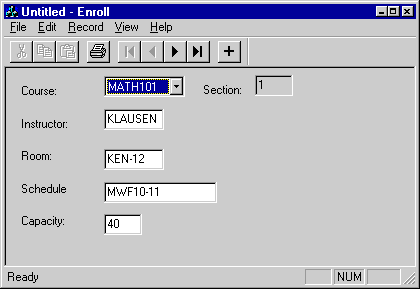 Untitled - Enroll
File Edit Record View Help
Course: MATH101 Section: 1
Instructor: KLAUSEN
Room: KEN-12
Schedule MWF10-11
Capacity: 40
Ready NUM